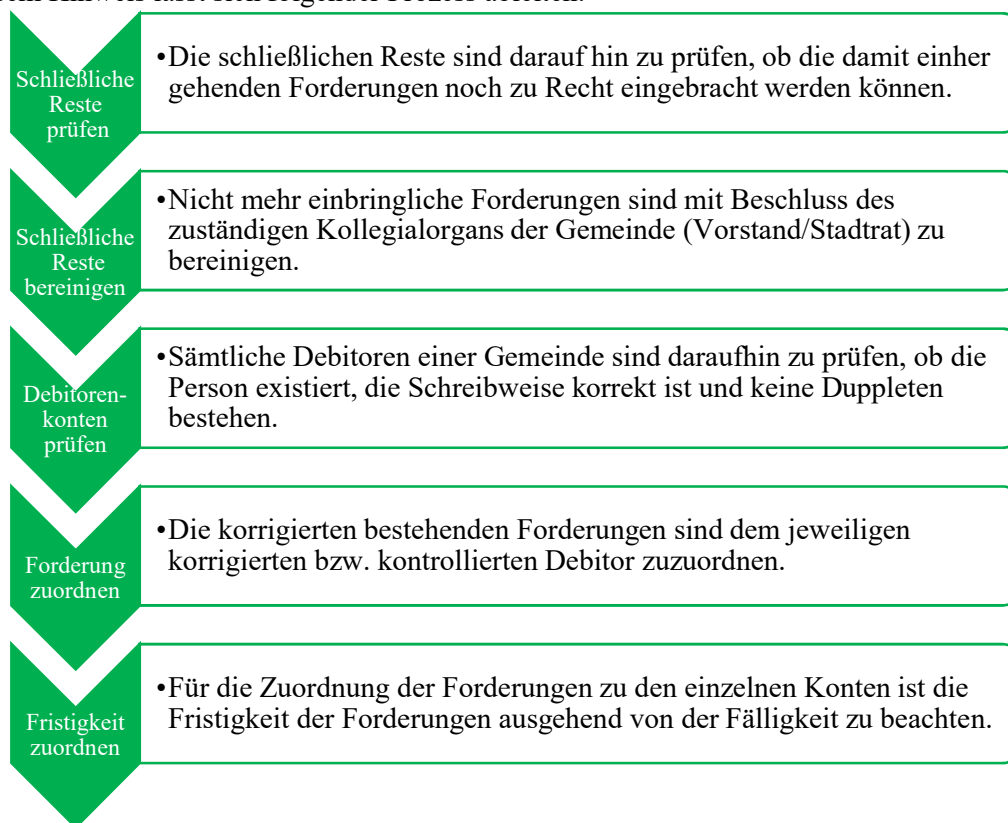 Schließliche
Reste
prüfen
•Die schließlichen Reste sind darauf hin zu prüfen, ob die damit einher
gehenden Forderungen noch zu Recht eingebracht werden können.
Schließliche
Reste
bereinigen
•Nicht mehr einbringliche Forderungen sind mit Beschluss des
zuständigen Kollegialorgans der Gemeinde (Vorstand/Stadtrat) zu
bereinigen.
Debitoren-
konten
prüfen
•Sämtliche Debitoren einer Gemeinde sind daraufhin zu prüfen, ob die
Person existiert, die Schreibweise korrekt ist und keine Duppleten
bestehen.
Forderung
zuordnen
•Die korrigierten bestehenden Forderungen sind dem jeweiligen
korrigierten bzw. kontrollierten Debitor zuzuordnen.
Fristigkeit
zuordnen
•Für die Zuordnung der Forderungen zu den einzelnen Konten ist die
Fristigkeit der Forderungen ausgehend von der Fälligkeit zu beachten.